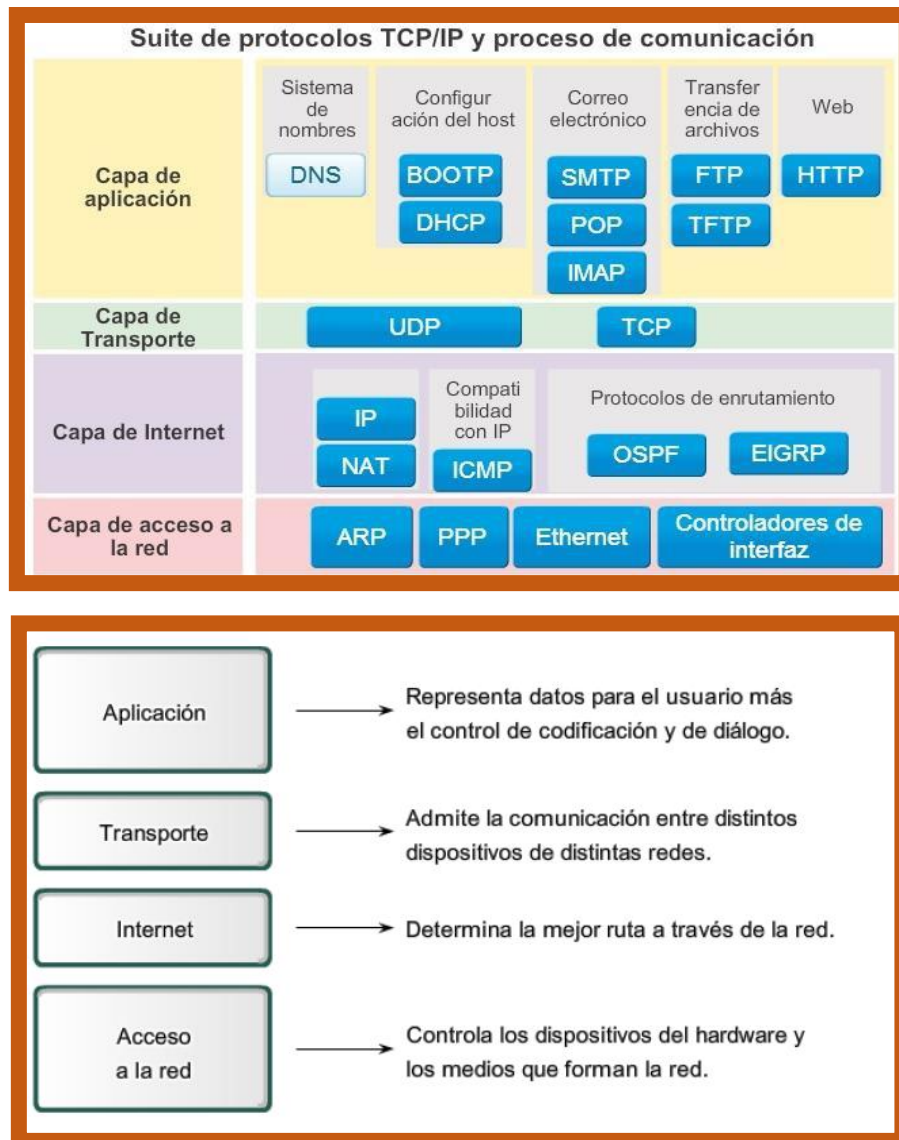 Suite de protocolos TCP/IP y proceso de comunicación
Capa de
aplicación
Sistema
de
nombres
DNS
Configur
ación del host
BOOTP
DHCP
Correo
electrónico
SMTP
POP
IMAP
Transfer
encia de
archivos
FTP
TFTP
Web
HTTP
Capa de
Transporte
UDP
TCP
Capa de Internet
IP
NAT
Compati
bilidad
con IP
ICMP
Protocolos de enrutamiento
OSPF
EIGRP
Capa de acceso a
la red
ARP
PPP
Ethernet
Controladores de
interfaz
Aplicación
Representa datos para el usuario más
el control de codificación y de diálogo.
Transporte
Admite la comunicación entre distintos
dispositivos de distintas redes.
Internet
Determina la mejor ruta a través de la red.
Acceso
a la red
Controla los dispositivos del hardware y
los medios que forman la red.